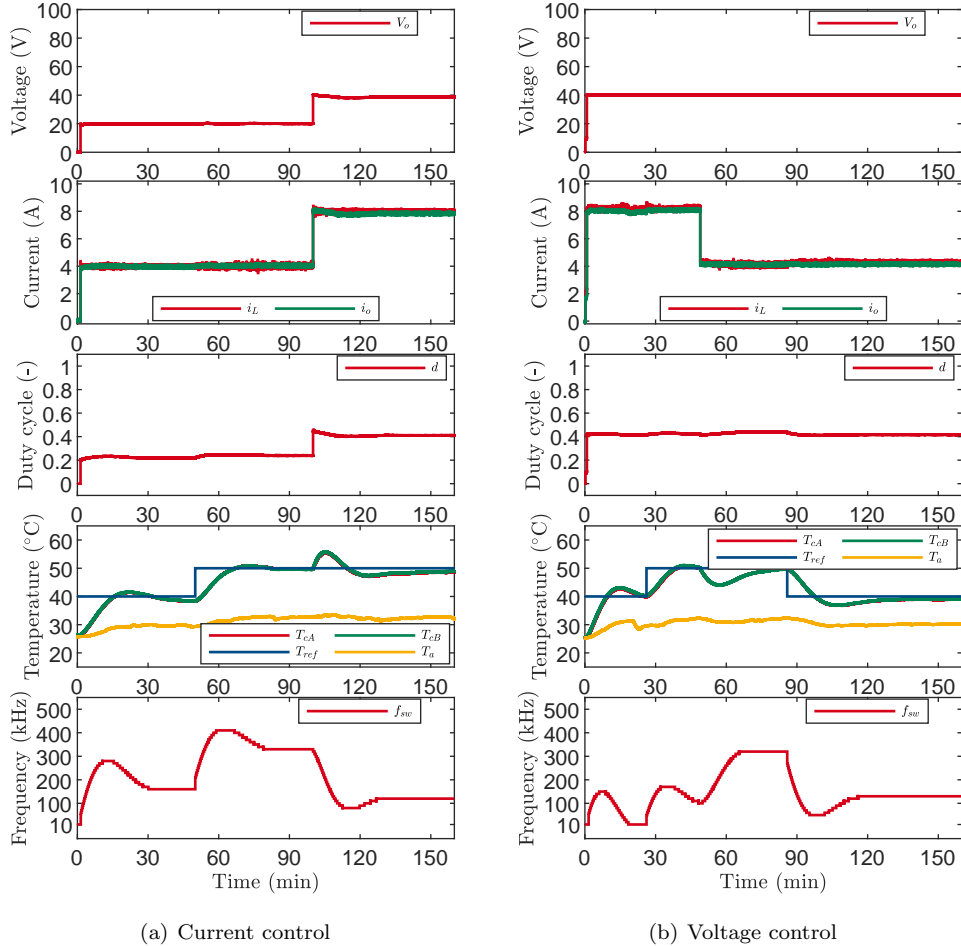 100
80
60
40
20
0
Voltage (V)
V_o
0 30 60 90 120 150
10
8
6
4
2
0
Current (A)
i_L i_o
0 30 60 90 120 150
1
0.8
0.6
0.4
0.2
0
Duty cycle (-)
d
0 30 60 90 120 150
60
50
40
30
20
Temperature (°C)
T_cA T_cB
T_ref T_a
0 30 60 90 120 150
500
400
300
200
100
10
Frequency (kHz)
f_sw
0 30 60 90 120 150
Time (min)
(a) Current control
100
80
60
40
20
0
Voltage (V)
V_o
0 30 60 90 120 150
10
8
6
4
2
0
Current (A)
i_L i_o
0 30 60 90 120 150
1
0.8
0.6
0.4
0.2
0
Duty cycle (-)
d
0 30 60 90 120 150
60
50
40
30
20
Temperature (°C)
T_cA T_cB
T_ref T_a
0 30 60 90 120 150
500
400
300
200
100
10
Frequency (kHz)
f_sw
0 30 60 90 120 150
Time (min)
(b) Voltage control